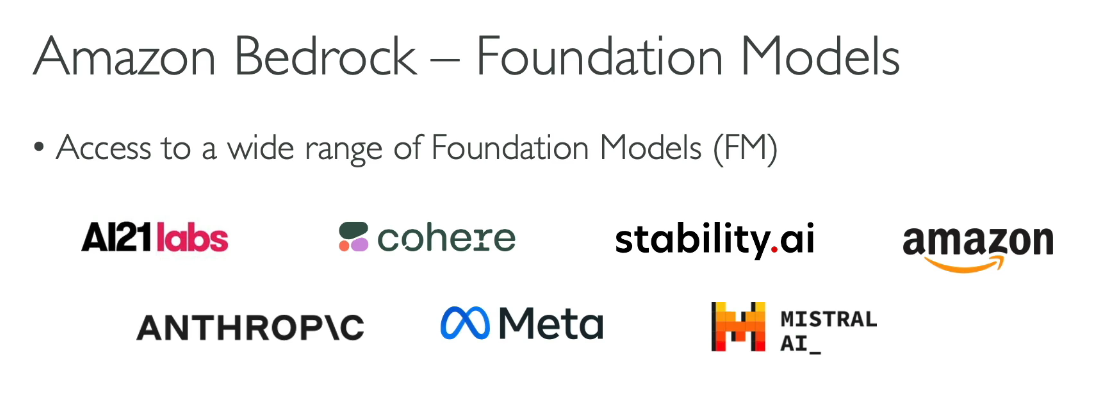 Amazon Bedrock – Foundation Models
• Access to a wide range of Foundation Models (FM)
AI21labs cohere stability.ai amazon
ANTHROP\C Meta MISTRAL
AI_